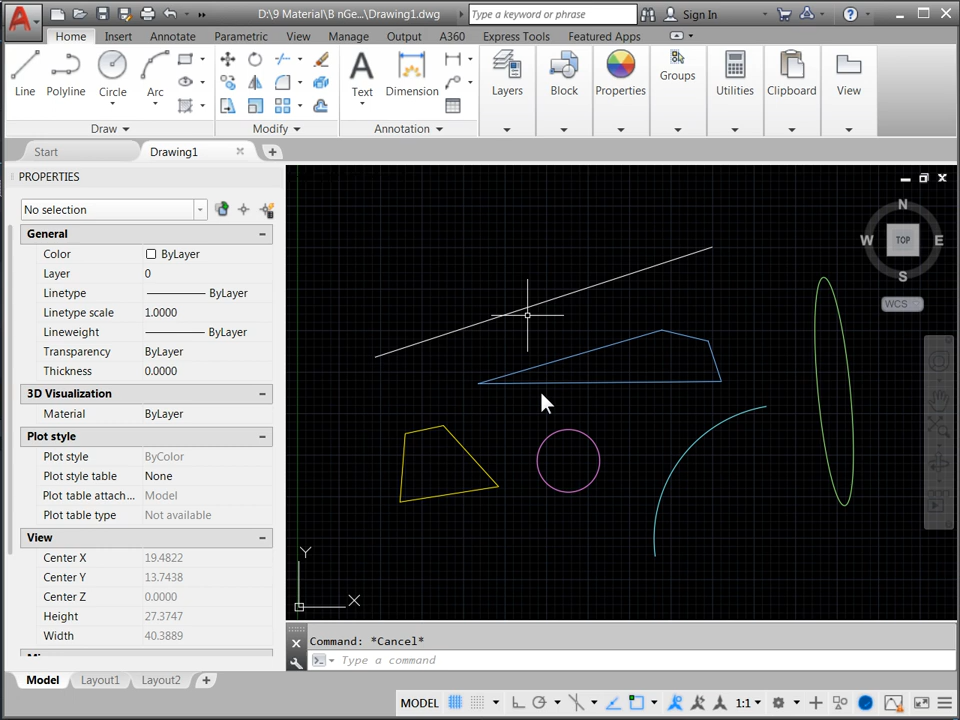 D:\9 Material\B nGe...\Drawing1.dwg
Type a keyword or phrase
Sign In
Home
Insert
Annotate
Parametric
View
Manage
Output
A360
Express Tools
Featured Apps
Line
Polyline
Circle
Arc
Text
Dimension
Layers
Block
Properties
Groups
Utilities
Clipboard
View
Draw
Modify
Annotation
Start
Drawing1
PROPERTIES
No selection
General
Color ByLayer
Layer 0
Linetype ByLayer
Linetype scale 1.0000
Lineweight ByLayer
Transparency ByLayer
Thickness 0.0000
3D Visualization
Material ByLayer
Plot style
Plot style ByColor
Plot style table None
Plot table attach... Model
Plot table type Not available
View
Center X 19.4822
Center Y 13.7438
Center Z 0.0000
Height 27.3747
Width 40.3889
N
W TOP E
S
WCS
Y
X
Command: *Cancel*
Type a command
Model
Layout1
Layout2
MODEL
1:1